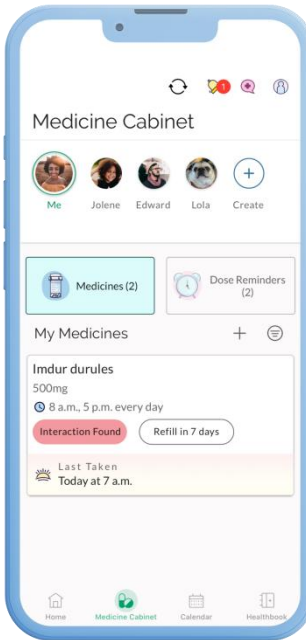 1
Medicine Cabinet
Me
Jolene
Edward
Lola
Create
Medicines (2)
Dose Reminders
(2)
My Medicines
Imdur durules
500mg
8 a.m., 5 p.m. every day
Interaction Found
Refill in 7 days
Last Taken
Today at 7 a.m.
Home
Medicine Cabinet
Calendar
Healthbook